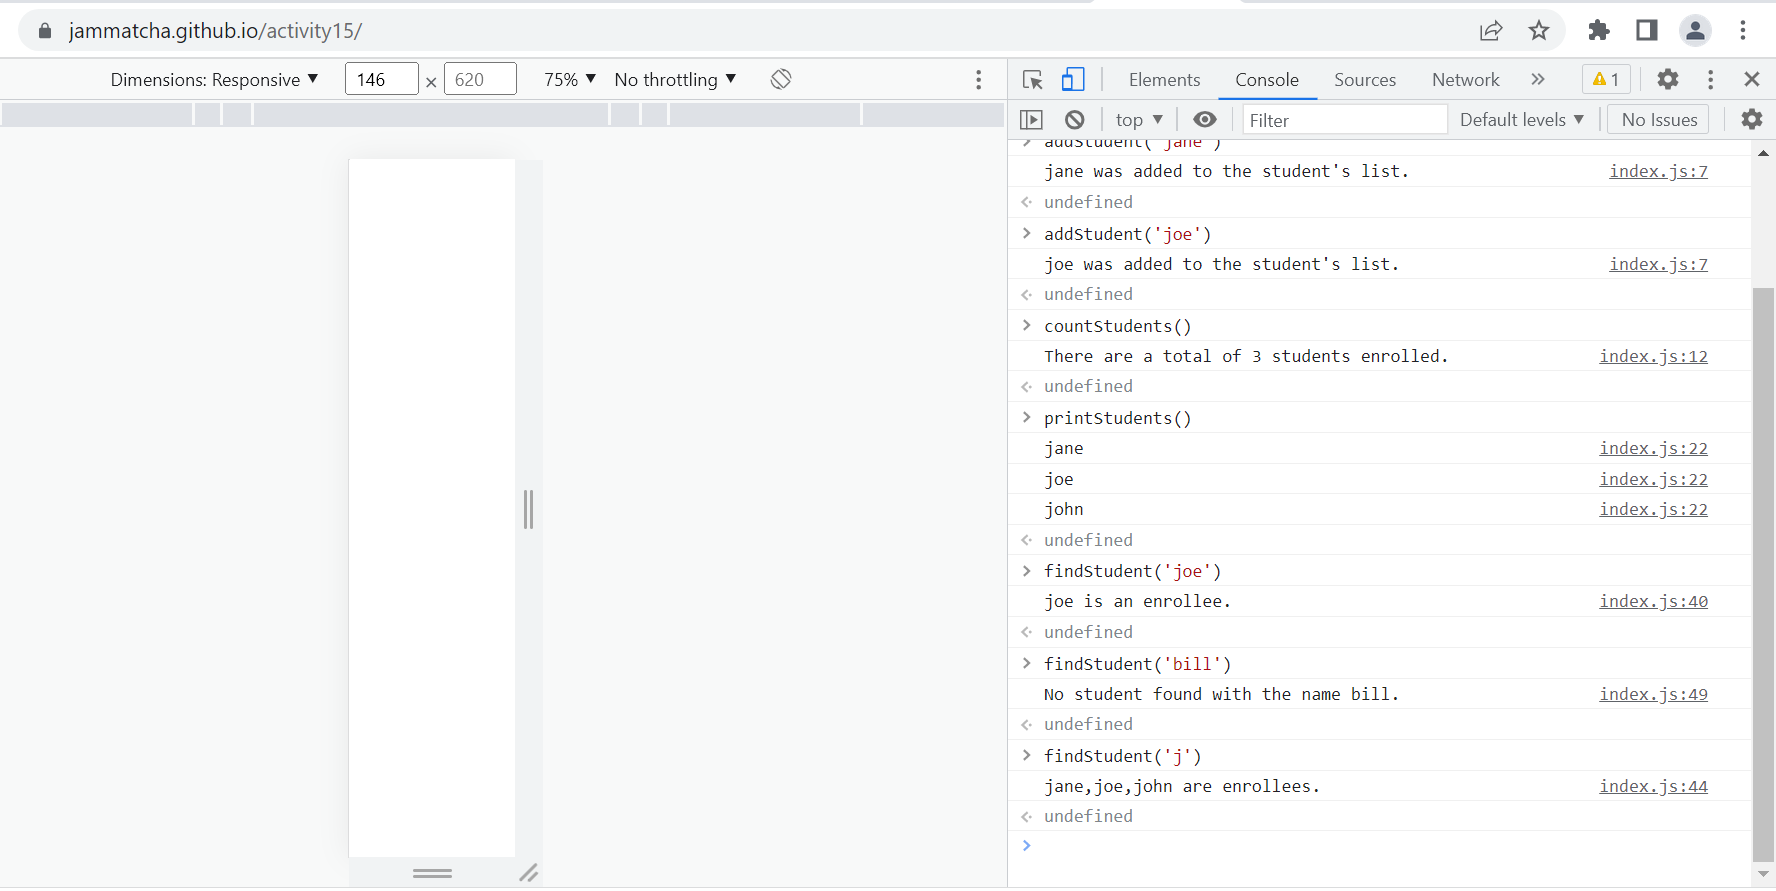 jammatcha.github.io/activity15/
Dimensions: Responsive ▼ 146 × 620 75% ▼ No throttling ▼
Elements Console Sources Network » 1
top ▼ Filter Default levels ▼ No Issues
addStudent('jane')
jane was added to the student's list. index.js:7
undefined
addStudent('joe')
joe was added to the student's list. index.js:7
undefined
countStudents()
There are a total of 3 students enrolled. index.js:12
undefined
printStudents()
jane index.js:22
joe index.js:22
john index.js:22
undefined
findStudent('joe')
joe is an enrollee. index.js:40
undefined
findStudent('bill')
No student found with the name bill. index.js:49
undefined
findStudent('j')
jane,joe,john are enrollees. index.js:44
undefined